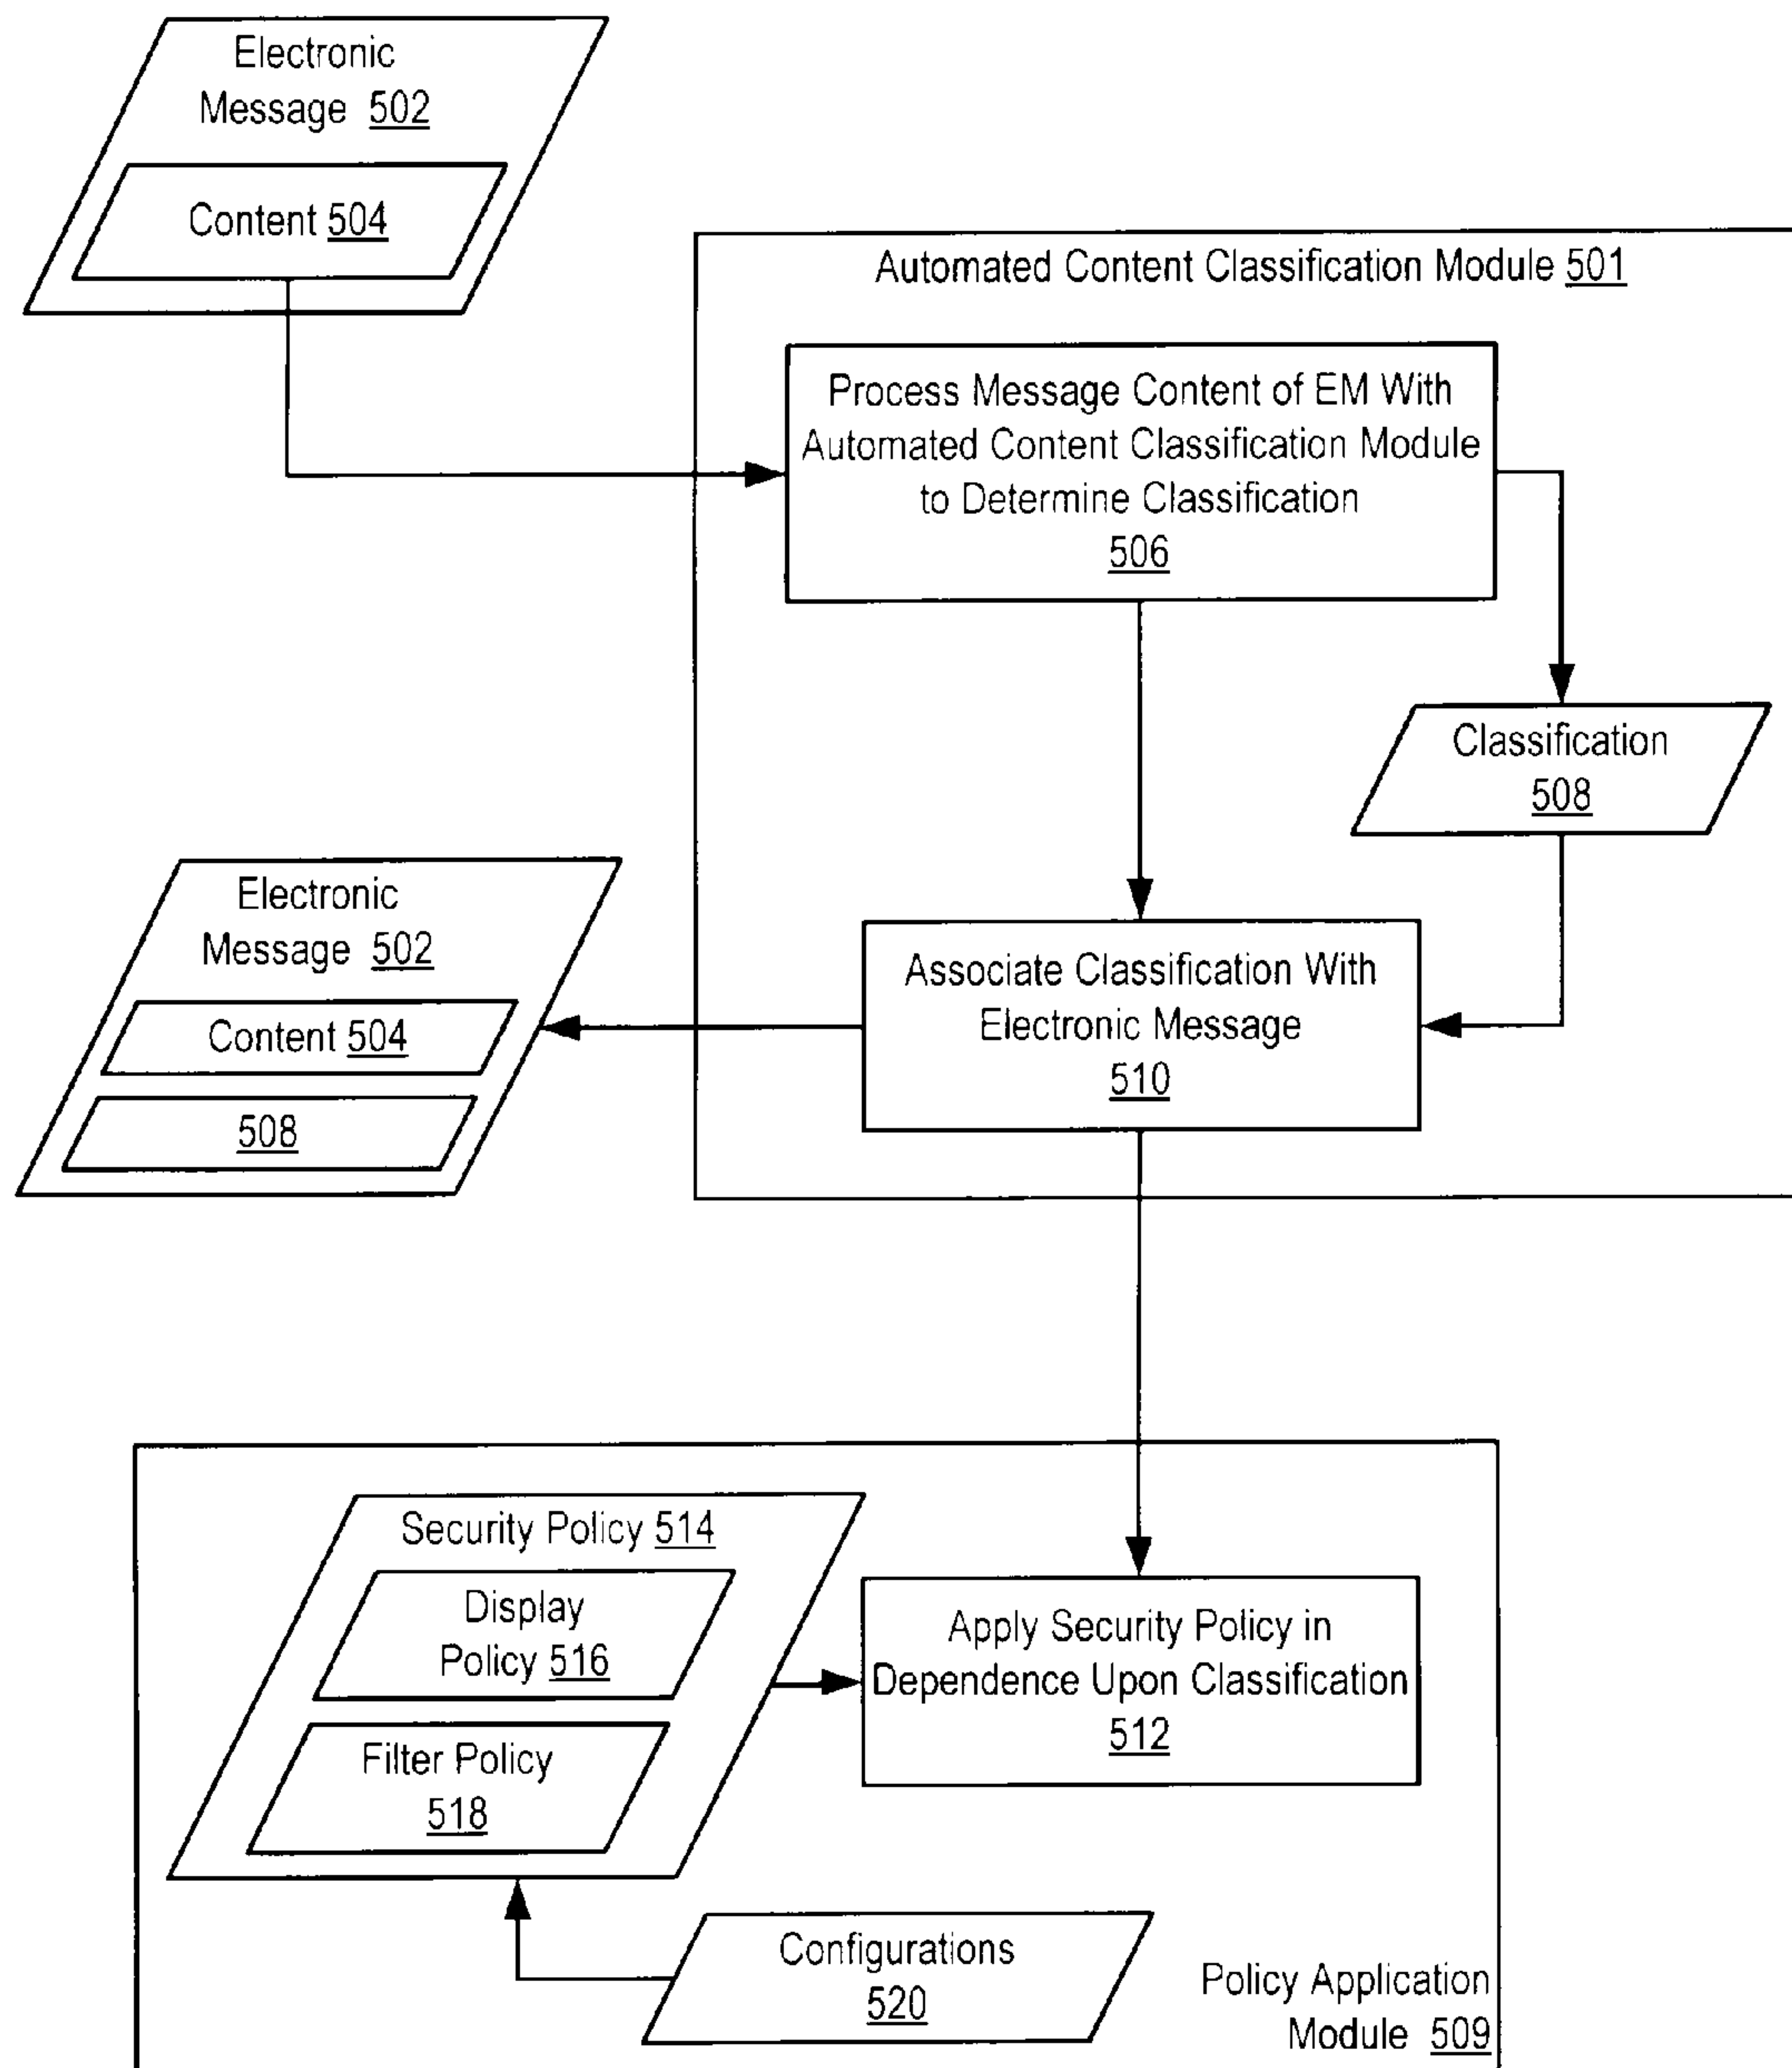 Electronic
Message 502
Content 504
Automated Content Classification Module 501
Process Message Content of EM With
Automated Content Classification Module
to Determine Classification
506
Classification
508
Electronic
Message 502
Content 504
508
Associate Classification With
Electronic Message
510
Security Policy 514
Display
Policy 516
Filter Policy
518
Apply Security Policy in
Dependence Upon Classification
512
Configurations
520
Policy Application
Module 509